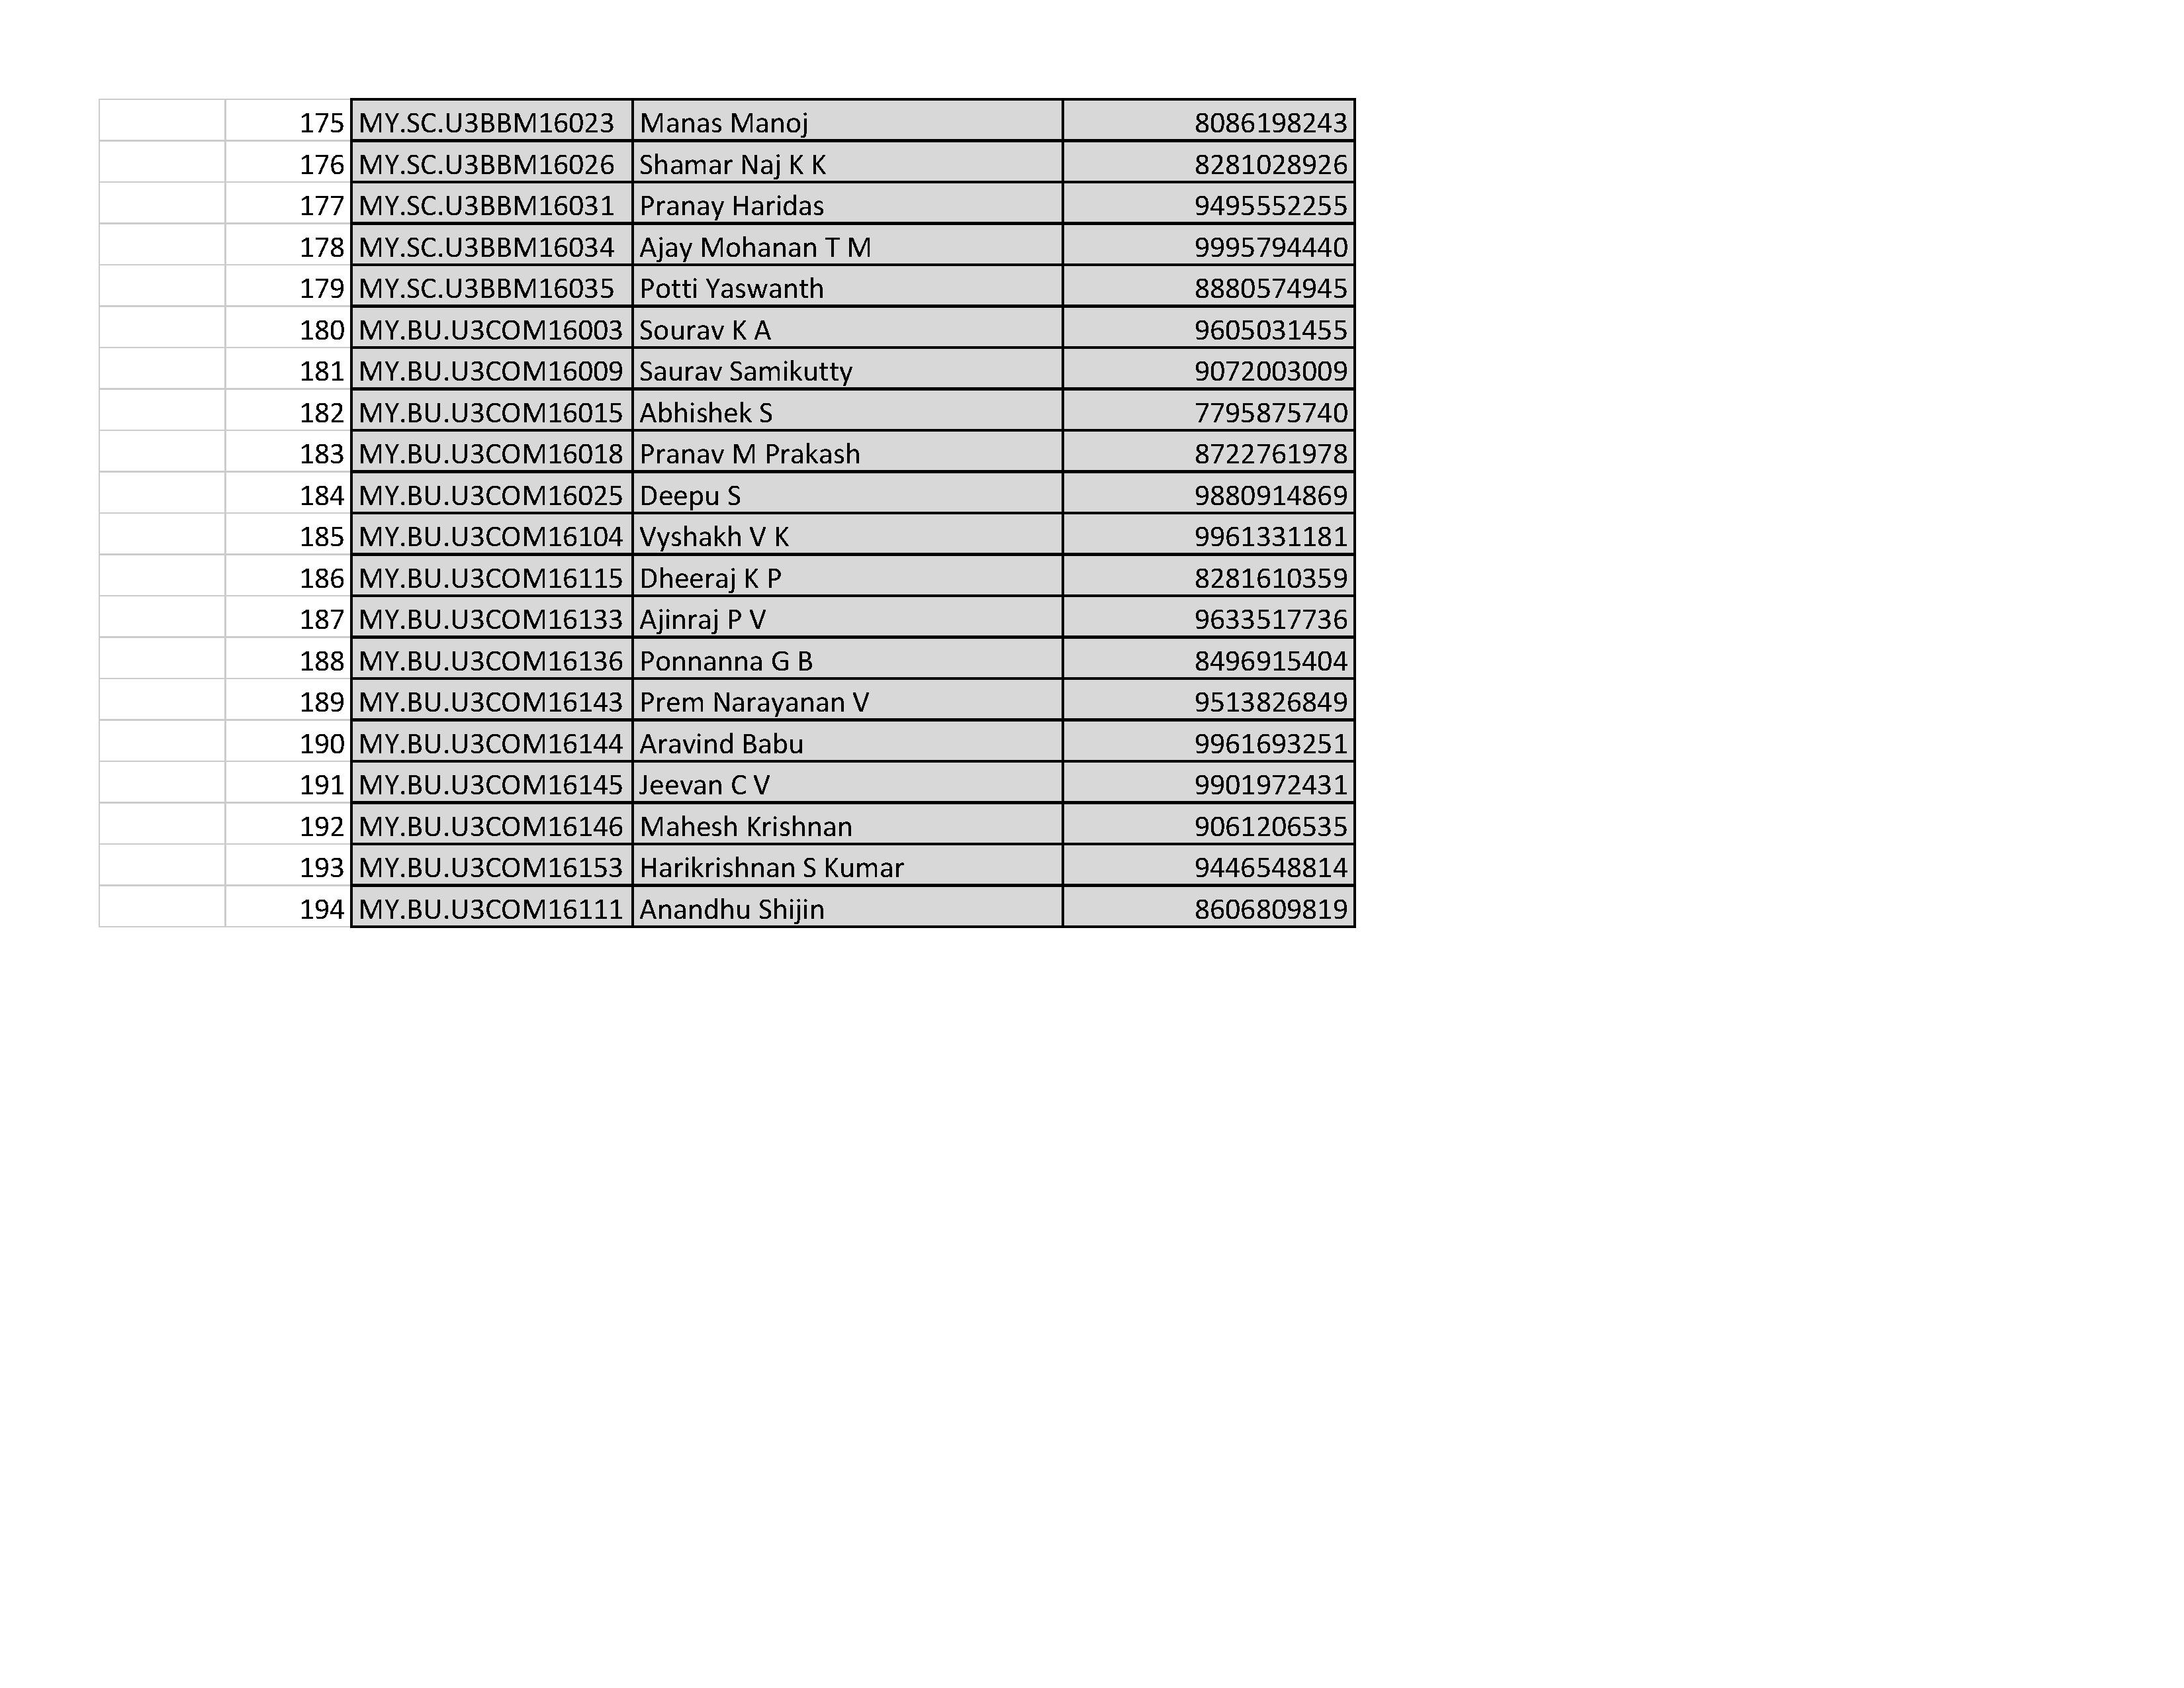 175 MY.SC.U3BBM16023 Manas Manoj 8086198243
176 MY.SC.U3BBM16026 Shamar Naj K K 8281028926
177 MY.SC.U3BBM16031 Pranay Haridas 9495552255
178 MY.SC.U3BBM16034 Ajay Mohanan T M 9995794440
179 MY.SC.U3BBM16035 Potti Yaswanth 8880574945
180 MY.BU.U3COM16003 Sourav K A 9605031455
181 MY.BU.U3COM16009 Saurav Samikutty 9072003009
182 MY.BU.U3COM16015 Abhishek S 7795875740
183 MY.BU.U3COM16018 Pranav M Prakash 8722761978
184 MY.BU.U3COM16025 Deepu S 9880914869
185 MY.BU.U3COM16104 Vyshakh V K 9961331181
186 MY.BU.U3COM16115 Dheeraj K P 8281610359
187 MY.BU.U3COM16133 Ajinraj P V 9633517736
188 MY.BU.U3COM16136 Ponnanna G B 8496915404
189 MY.BU.U3COM16143 Prem Narayanan V 9513826849
190 MY.BU.U3COM16144 Aravind Babu 9961693251
191 MY.BU.U3COM16145 Jeevan C V 9901972431
192 MY.BU.U3COM16146 Mahesh Krishnan 9061206535
193 MY.BU.U3COM16153 Harikrishnan S Kumar 9446548814
194 MY.BU.U3COM16111 Anandhu Shijin 8606809819